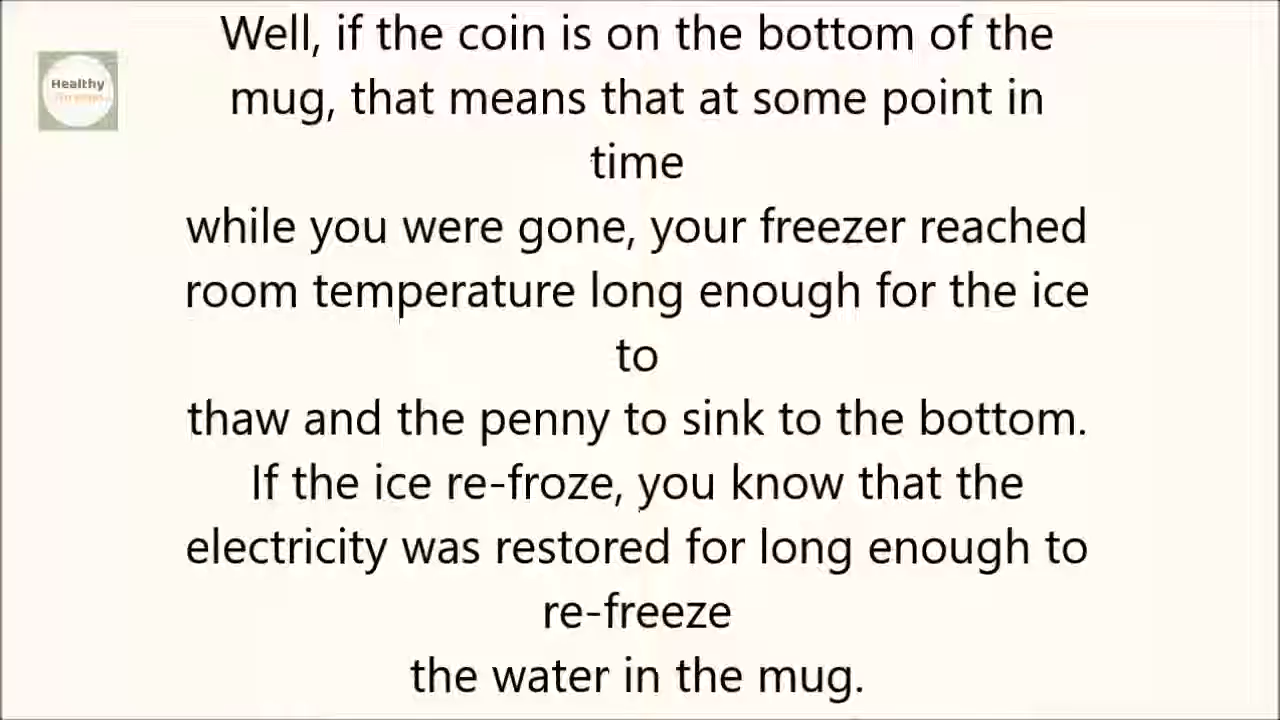 Well, if the coin is on the bottom of the
mug, that means that at some point in
time
while you were gone, your freezer reached
room temperature long enough for the ice
to
thaw and the penny to sink to the bottom.
If the ice re-froze, you know that the
electricity was restored for long enough to
re-freeze
the water in the mug.
Healthy